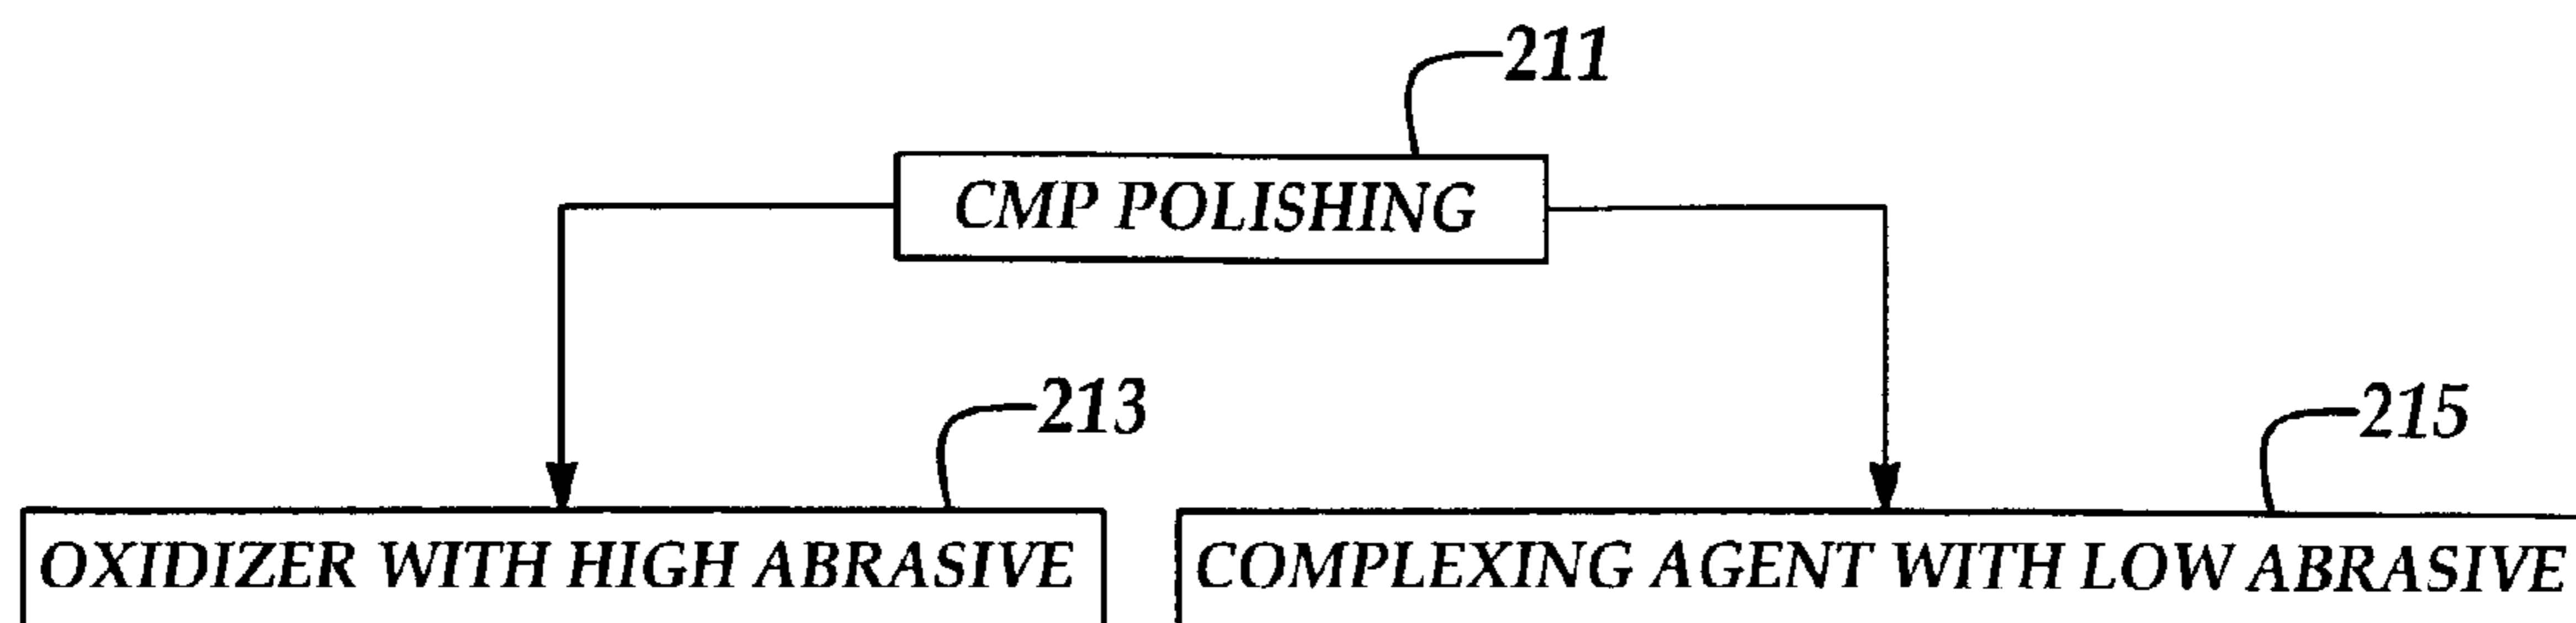 211
CMP POLISHING
213
215
OXIDIZER WITH HIGH ABRASIVE
COMPLEXING AGENT WITH LOW ABRASIVE